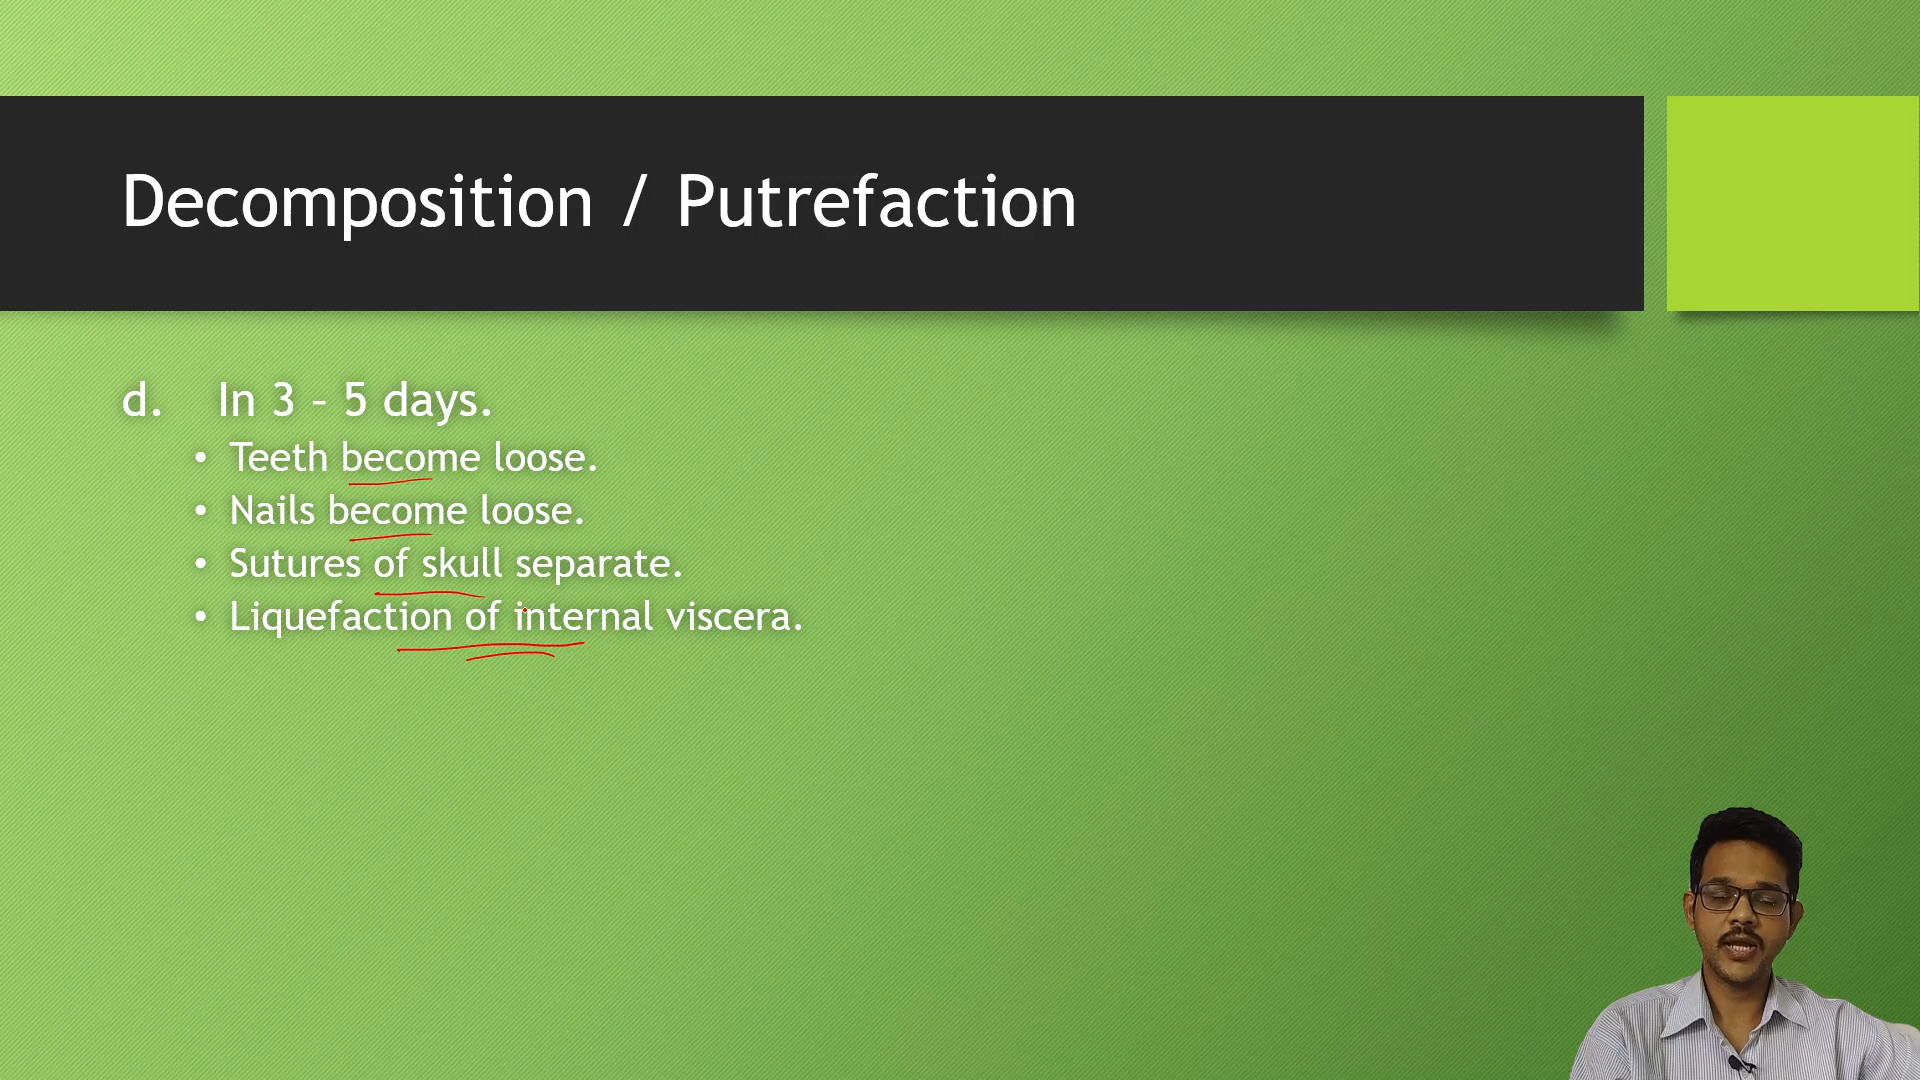 Decomposition / Putrefaction
d. In 3 – 5 days.
• Teeth become loose.
• Nails become loose.
• Sutures of skull separate.
• Liquefaction of internal viscera.